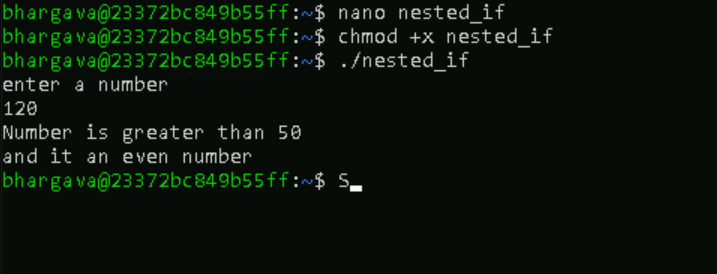 bhargava@23372bc849b55ff:~$ nano nested_if
bhargava@23372bc849b55ff:~$ chmod +x nested_if
bhargava@23372bc849b55ff:~$ ./nested_if
enter a number
120
Number is greater than 50
and it an even number
bhargava@23372bc849b55ff:~$ S